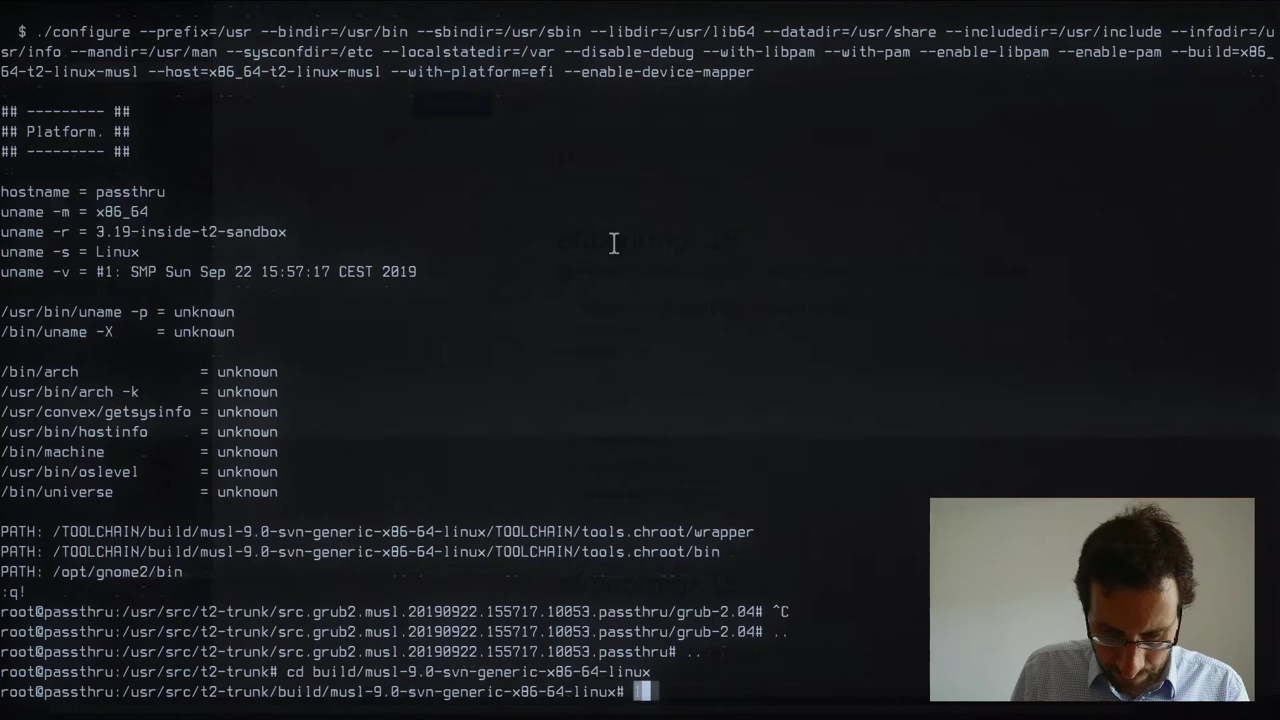 $ ./configure --prefix=/usr --bindir=/usr/bin --sbindir=/usr/sbin --libdir=/usr/lib64 --datadir=/usr/share --includedir=/usr/include --infodir=/u
sr/info --mandir=/usr/man --sysconfdir=/etc --localstatedir=/var --disable-debug --with-libpam --with-pam --enable-libpam --enable-pam --build=x86_
64-t2-linux-musl --host=x86_64-t2-linux-musl --with-platform=efi --enable-device-mapper
## --------- ##
## Platform. ##
## --------- ##
hostname = passthru
uname -m = x86_64
uname -r = 3.19-inside-t2-sandbox
uname -s = Linux
uname -v = #1: SMP Sun Sep 22 15:57:17 CEST 2019
/usr/bin/uname -p = unknown
/bin/uname -X     = unknown
/bin/arch              = unknown
/usr/bin/arch -k       = unknown
/usr/convex/getsysinfo = unknown
/usr/bin/hostinfo      = unknown
/bin/machine           = unknown
/usr/bin/oslevel       = unknown
/bin/universe          = unknown
PATH: /TOOLCHAIN/build/musl-9.0-svn-generic-x86-64-linux/TOOLCHAIN/tools.chroot/wrapper
PATH: /TOOLCHAIN/build/musl-9.0-svn-generic-x86-64-linux/TOOLCHAIN/tools.chroot/bin
PATH: /opt/gnome2/bin
:q!
root@passthru:/usr/src/t2-trunk/src.grub2.musl.20190922.155717.10053.passthru/grub-2.04# ^C
root@passthru:/usr/src/t2-trunk/src.grub2.musl.20190922.155717.10053.passthru/grub-2.04# ..
root@passthru:/usr/src/t2-trunk/src.grub2.musl.20190922.155717.10053.passthru# ..
root@passthru:/usr/src/t2-trunk# cd build/musl-9.0-svn-generic-x86-64-linux
root@passthru:/usr/src/t2-trunk/build/musl-9.0-svn-generic-x86-64-linux#